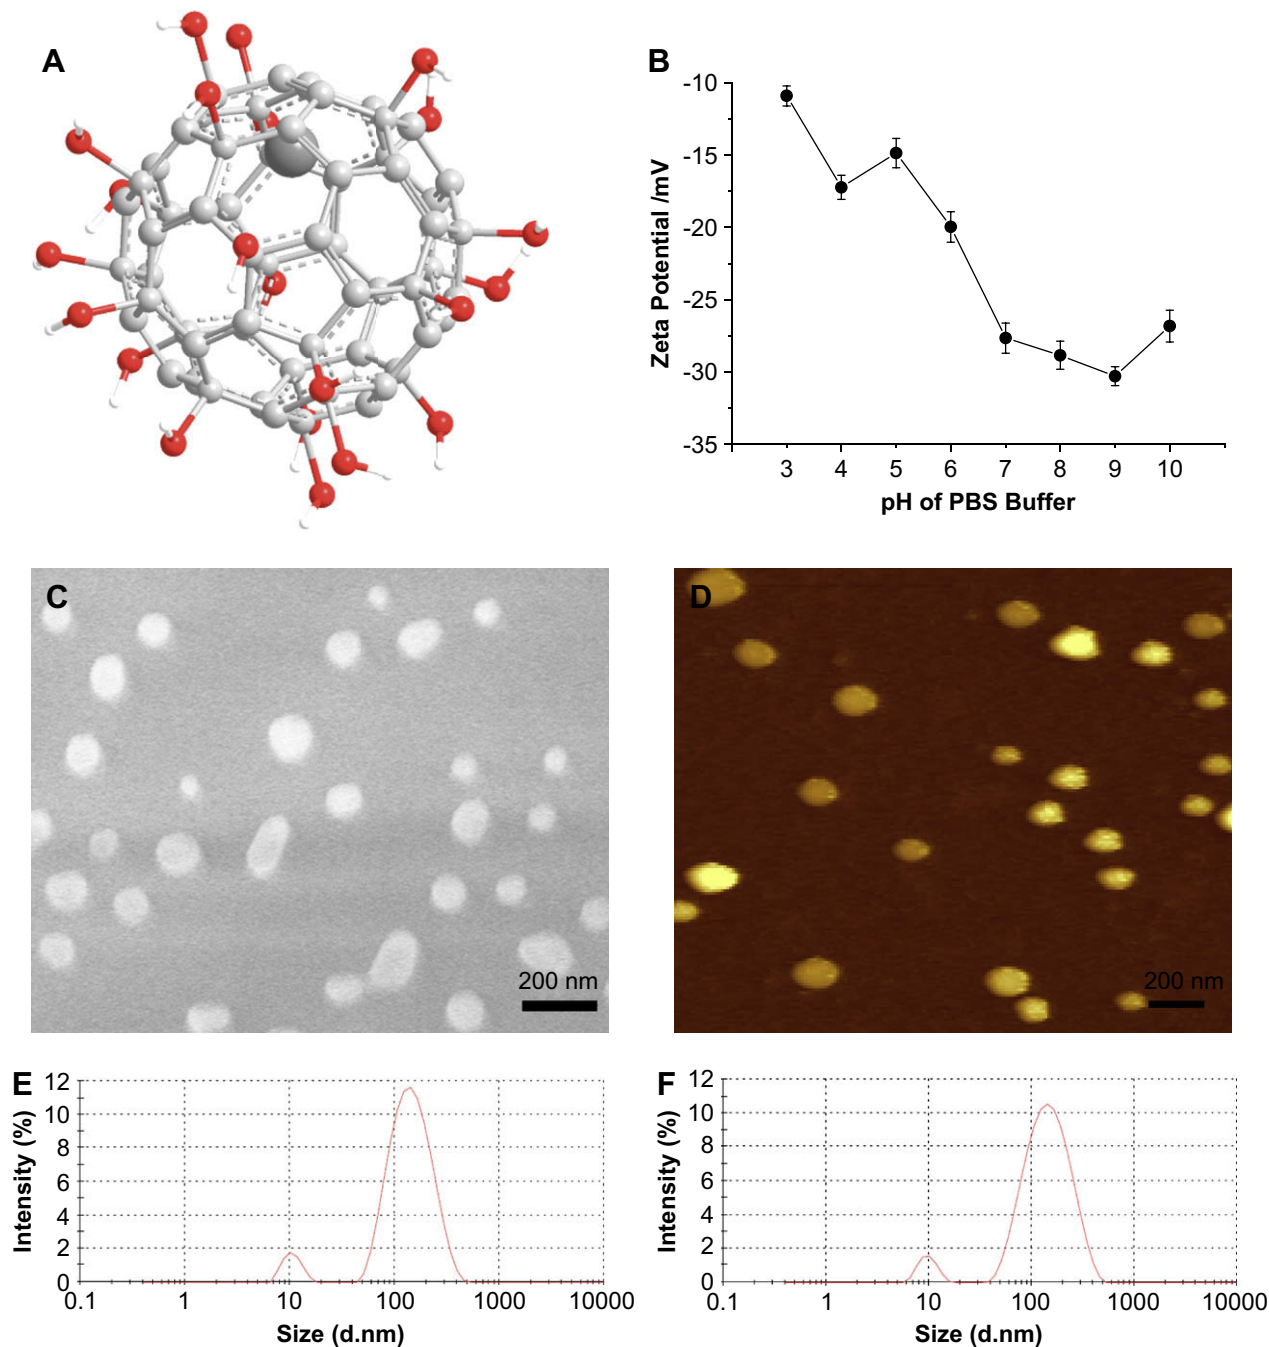 A
B
-10
-15
-20
-25
-30
-35
Zeta Potential /mV
3 4 5 6 7 8 9 10
pH of PBS Buffer
C
200 nm
D
200 nm
E
12
10
8
6
4
2
0
Intensity (%)
0.1 1 10 100 1000 10000
Size (d.nm)
F
12
10
8
6
4
2
0
Intensity (%)
0.1 1 10 100 1000 10000
Size (d.nm)